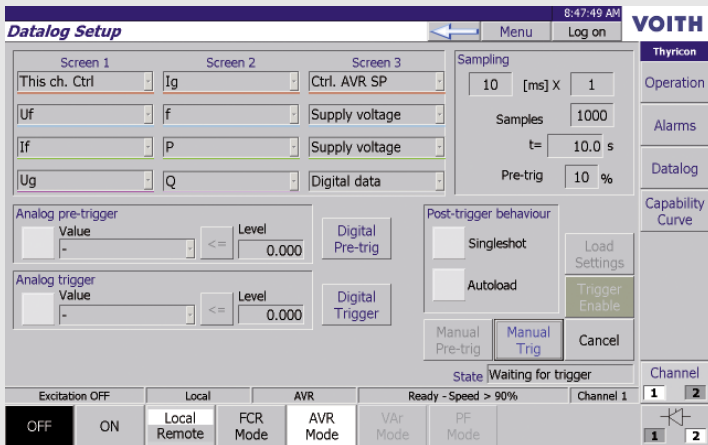 8:47:49 AM
Datalog Setup
Menu
Log on
VOITH
Thyricon
Screen 1
Screen 2
Screen 3
This ch. Ctrl
Ig
Ctrl. AVR SP
Uf
f
Supply voltage
If
P
Supply voltage
Ug
Q
Digital data
Sampling
10 [ms] X 1
Samples 1000
t= 10.0 s
Pre-trig 10 %
Operation
Alarms
Datalog
Capability
Curve
Analog pre-trigger
Value
-
<=
Level
0.000
Digital
Pre-trig
Analog trigger
Value
-
<=
Level
0.000
Digital
Trigger
Post-trigger behaviour
Singleshot
Autoload
Load
Settings
Trigger
Enable
Manual
Pre-trig
Manual
Trig
Cancel
State Waiting for trigger
Excitation OFF
Local
AVR
Ready - Speed > 90%
Channel 1
OFF
ON
Local
Remote
FCR
Mode
AVR
Mode
VAr
Mode
PF
Mode
Channel
1 2
1 2